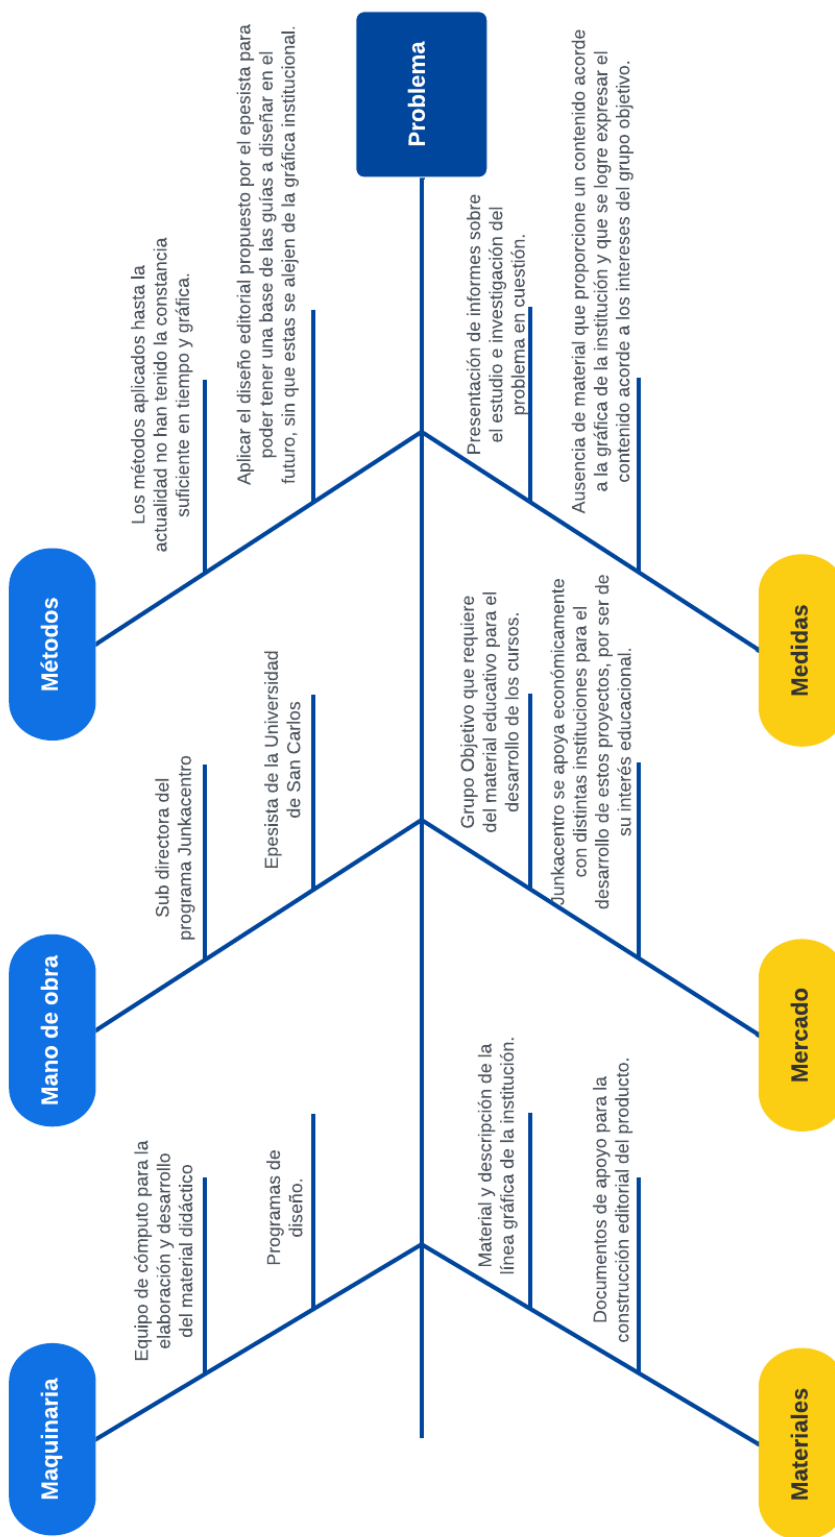 Maquinaria
Equipo de cómputo para la
elaboración y desarrollo
del material didáctico
Programas de
diseño.
Mano de obra
Sub directora del
programa Junkacentro
Epesista de la Universidad
de San Carlos
Métodos
Los métodos aplicados hasta la
actualidad no han tenido la constancia
suficiente en tiempo y gráfica.
Aplicar el diseño editorial propuesto por el epesista para
poder tener una base de las guías a diseñar en el
futuro, sin que estas se alejen de la gráfica institucional.
Problema
Material y descripción de la
línea gráfica de la institución.
Documentos de apoyo para la
construcción editorial del producto.
Materiales
Grupo Objetivo que requiere
del material educativo para el
desarrollo de los cursos.
Junkacentro se apoya económicamente
con distintas instituciones para el
desarrollo de estos proyectos, por ser de
su interés educacional.
Mercado
Presentación de informes sobre
el estudio e investigación del
problema en cuestión.
Ausencia de material que proporcione un contenido acorde
a la gráfica de la institución y que se logre expresar el
contenido acorde a los intereses del grupo objetivo.
Medidas